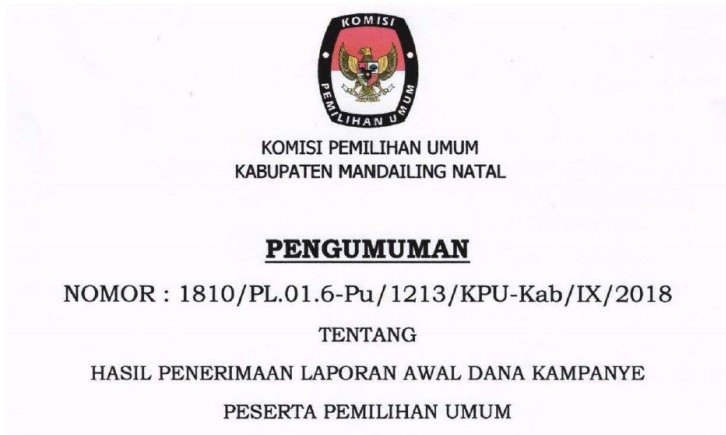 KOMISI
PEMILIHAN UMUM
KOMISI PEMILIHAN UMUM
KABUPATEN MANDAILING NATAL
PENGUMUMAN
NOMOR : 1810/PL.01.6-Pu/1213/KPU-Kab/IX/2018
TENTANG
HASIL PENERIMAAN LAPORAN AWAL DANA KAMPANYE
PESERTA PEMILIHAN UMUM